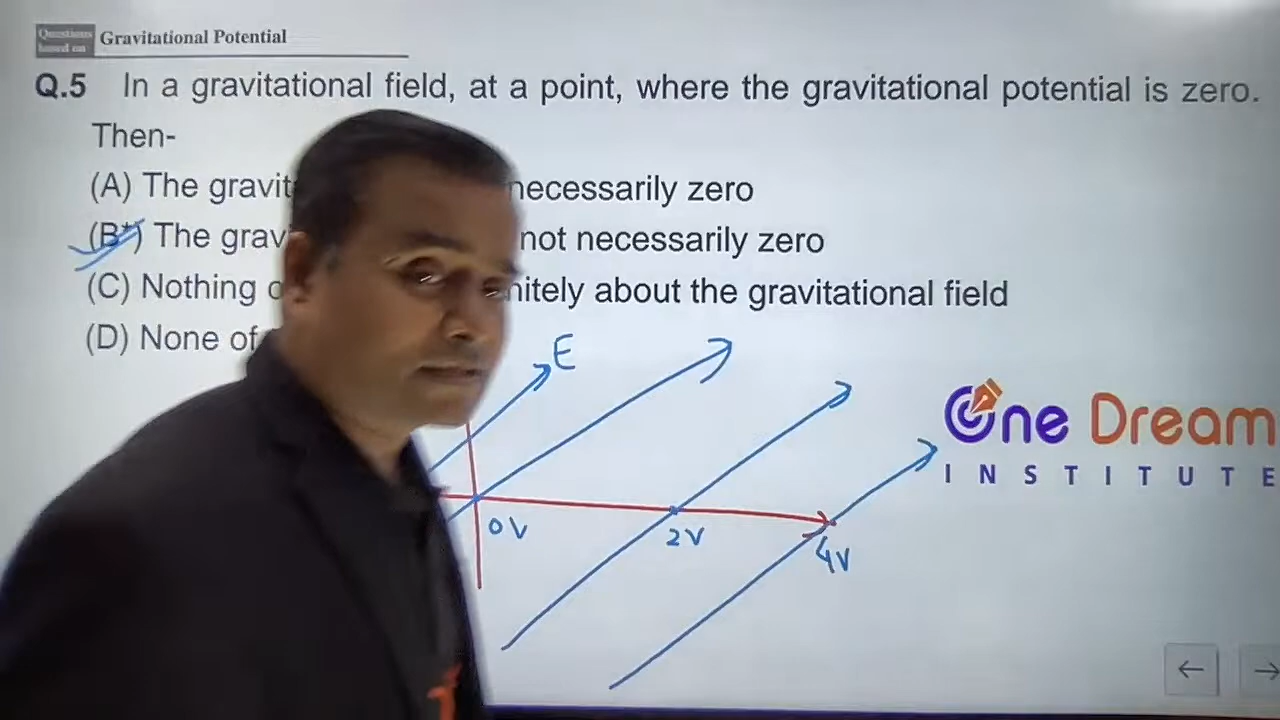 Questions based on Gravitational Potential
Q.5 In a gravitational field, at a point, where the gravitational potential is zero.
Then-
(A) The gravit necessarily zero
(B*) The grav not necessarily zero
(C) Nothing nitely about the gravitational field
(D) None of
E
0V
2V
4V
One Dream
INSTITUTE